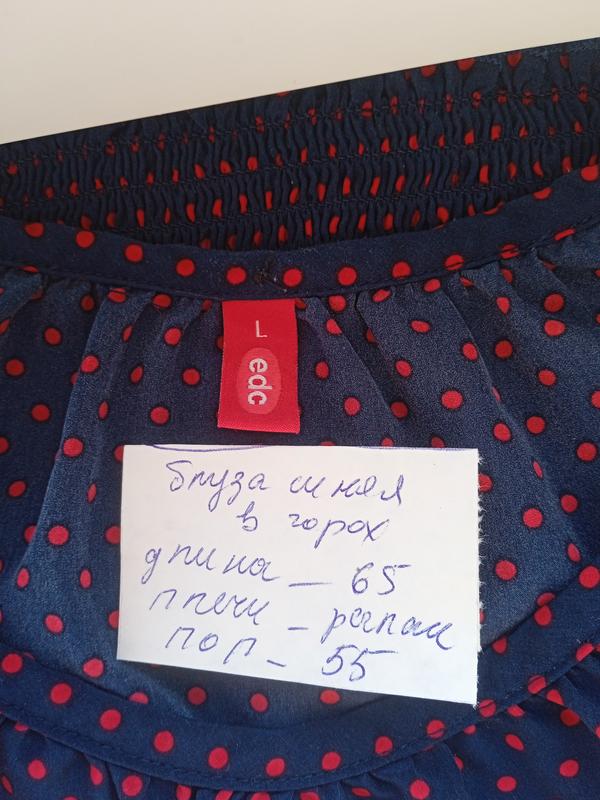 L
edc
блуза синяя
в горох
длина - 65
плечи - реглан
ПОГ - 55